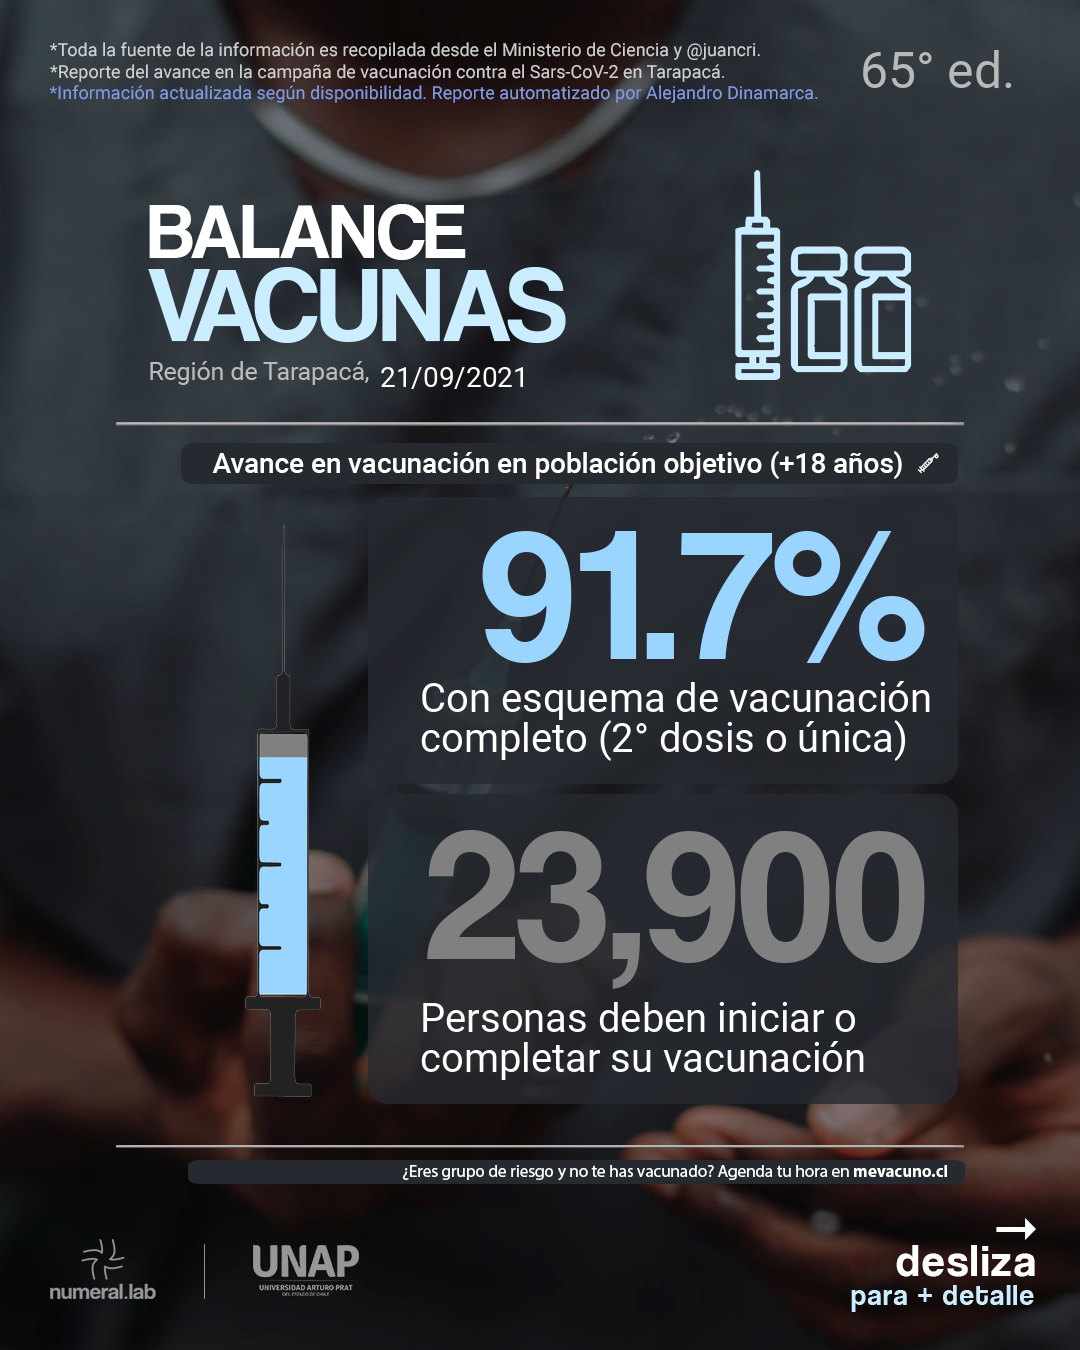 *Toda la fuente de la información es recopilada desde el Ministerio de Ciencia y @juancri.
*Reporte del avance en la campaña de vacunación contra el Sars-CoV-2 en Tarapacá.
*Información actualizada según disponibilidad. Reporte automatizado por Alejandro Dinamarca.
65° ed.
BALANCE
VACUNAS
Región de Tarapacá, 21/09/2021
Avance en vacunación en población objetivo (+18 años)
91.7%
Con esquema de vacunación
completo (2° dosis o única)
23,900
Personas deben iniciar o
completar su vacunación
¿Eres grupo de riesgo y no te has vacunado? Agenda tu hora en mevacuno.cl
numeral.lab
UNAP
UNIVERSIDAD ARTURO PRAT
DEL ESTADO DE CHILE
desliza
para + detalle